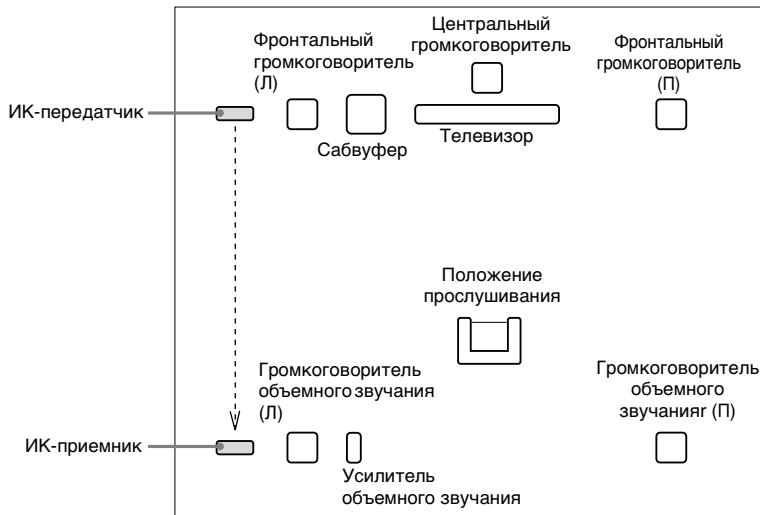 Фронтальный
громкоговоритель
(Л)
Центральный
громкоговоритель
Фронтальный
громкоговоритель
(П)
ИК-передатчик
Сабвуфер
Телевизор
Положение
прослушивания
Громкоговоритель
объемного звучания
(Л)
Громкоговоритель
объемного
звучанияr (П)
ИК-приемник
Усилитель
объемного звучания